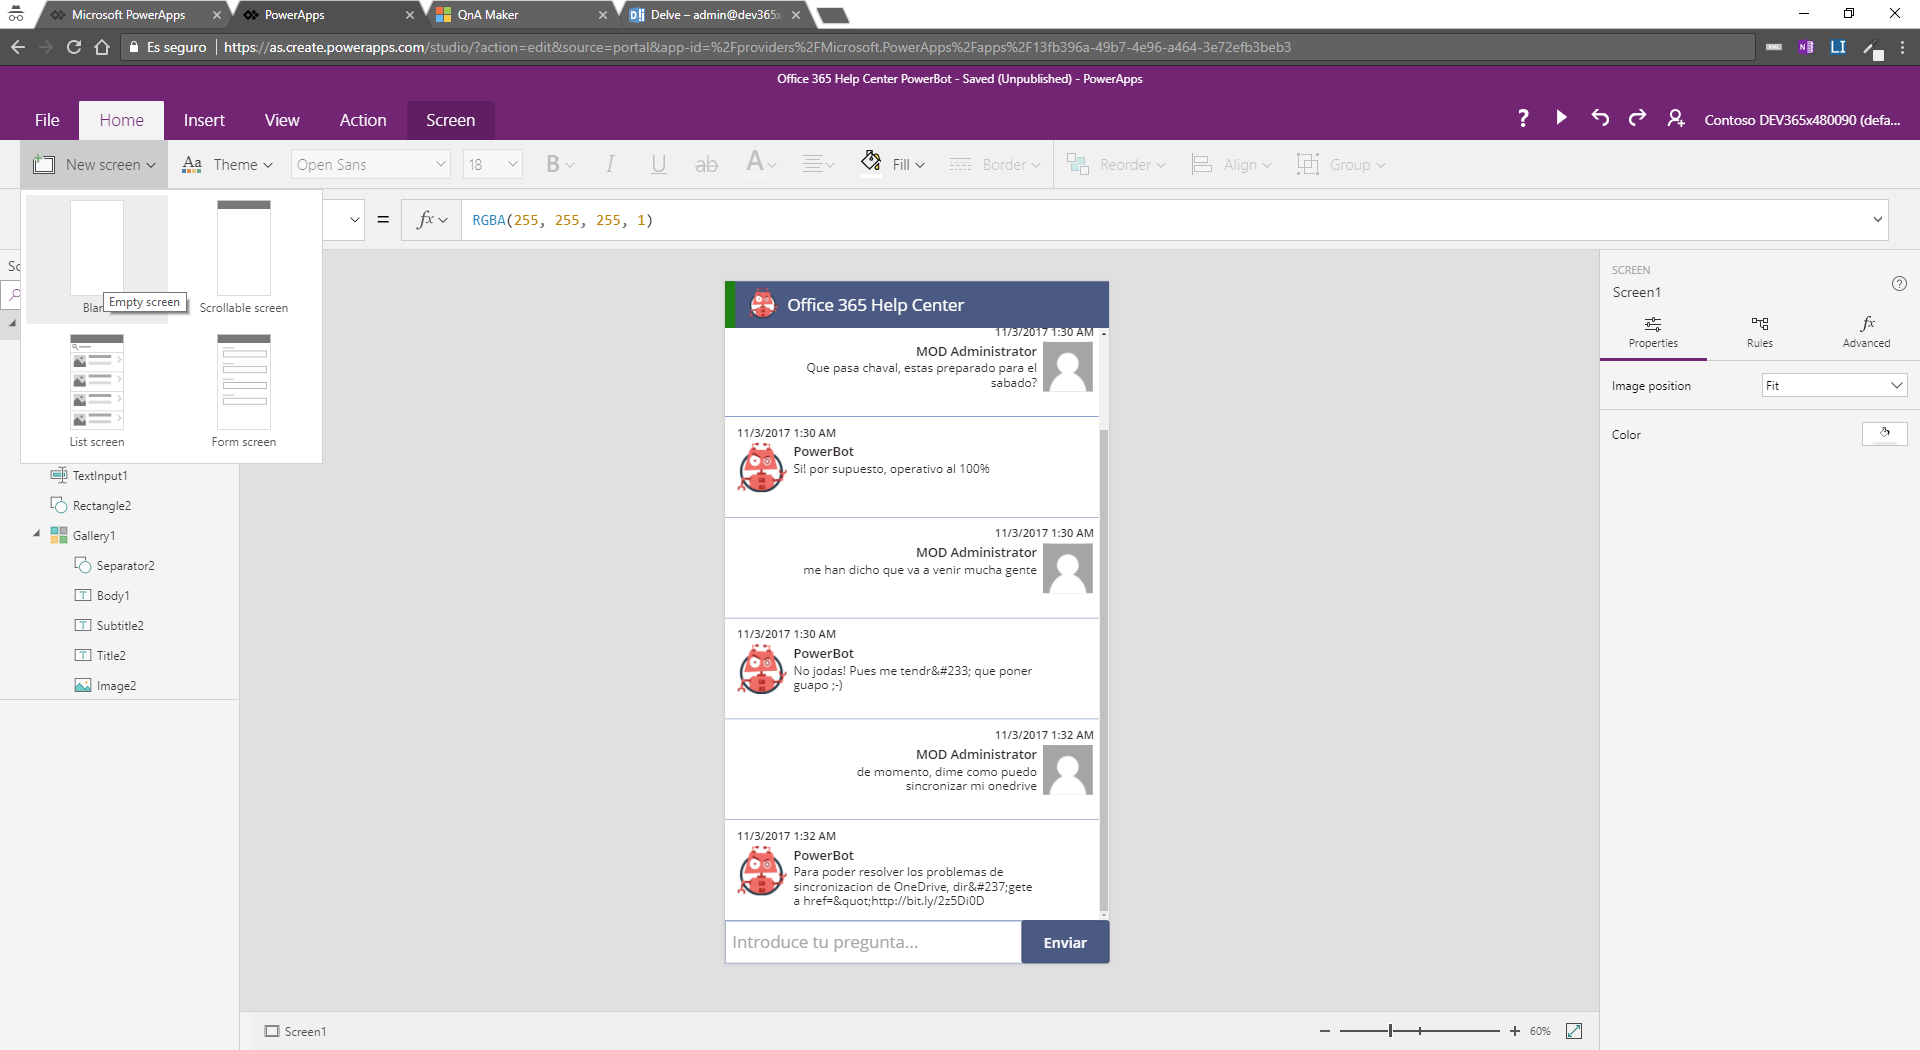 Microsoft PowerApps
PowerApps
QnA Maker
Delve – admin@dev365x
Es seguro
https://as.create.powerapps.com/studio/?action=edit&source=portal&app-id=%2Fproviders%2FMicrosoft.PowerApps%2Fapps%2F13fb396a-49b7-4e96-a464-3e72efb3beb3
Office 365 Help Center PowerBot - Saved (Unpublished) - PowerApps
File
Home
Insert
View
Action
Screen
Contoso DEV365x480090 (defa...
New screen
Theme
Open Sans
18
B
I
U
ab
A
Fill
Border
Reorder
Align
Group
= fx RGBA(255, 255, 255, 1)
Sc
Blan
Empty screen
Scrollable screen
List screen
Form screen
TextInput1
Rectangle2
Gallery1
Separator2
Body1
Subtitle2
Title2
Image2
Office 365 Help Center
11/3/2017 1:30 AM
MOD Administrator
Que pasa chaval, estas preparado para el
sabado?
11/3/2017 1:30 AM
PowerBot
Si! por supuesto, operativo al 100%
11/3/2017 1:30 AM
MOD Administrator
me han dicho que va a venir mucha gente
11/3/2017 1:30 AM
PowerBot
No jodas! Pues me tendr&#233; que poner
guapo ;-)
11/3/2017 1:32 AM
MOD Administrator
de momento, dime como puedo
sincronizar mi onedrive
11/3/2017 1:32 AM
PowerBot
Para poder resolver los problemas de
sincronizacion de OneDrive, dir&#237;gete
a href=&quot;http://bit.ly/2z5Di0D
Introduce tu pregunta...
Enviar
SCREEN
Screen1
Properties
Rules
Advanced
Image position
Fit
Color
Screen1
60%